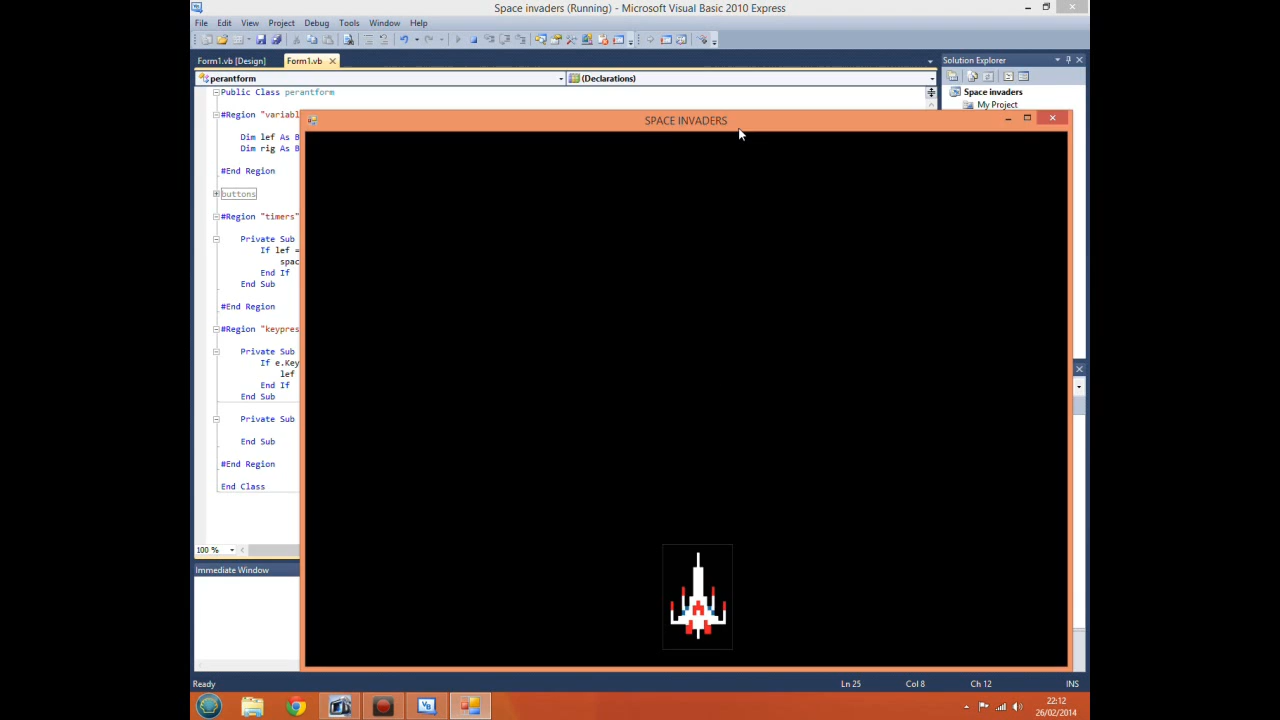 Space invaders (Running) - Microsoft Visual Basic 2010 Express
File Edit View Project Debug Tools Window Help
Form1.vb [Design] Form1.vb
Solution Explorer
perantform (Declarations)
Space invaders
My Project
Public Class perantform
#Region "variabl
Dim lef As B
Dim rig As B
#End Region
buttons
#Region "timers"
Private Sub
If lef =
spac
End If
End Sub
#End Region
#Region "keypres
Private Sub
If e.Key
lef
End If
End Sub
Private Sub
End Sub
#End Region
End Class
SPACE INVADERS
100 %
Immediate Window
Ready Ln 25 Col 8 Ch 12 INS
22:12
26/02/2014